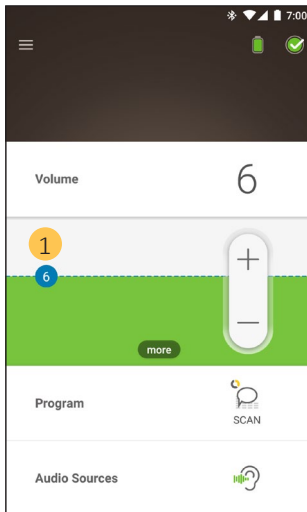 7:00
Volume
6
1
6
more
Program
SCAN
Audio Sources